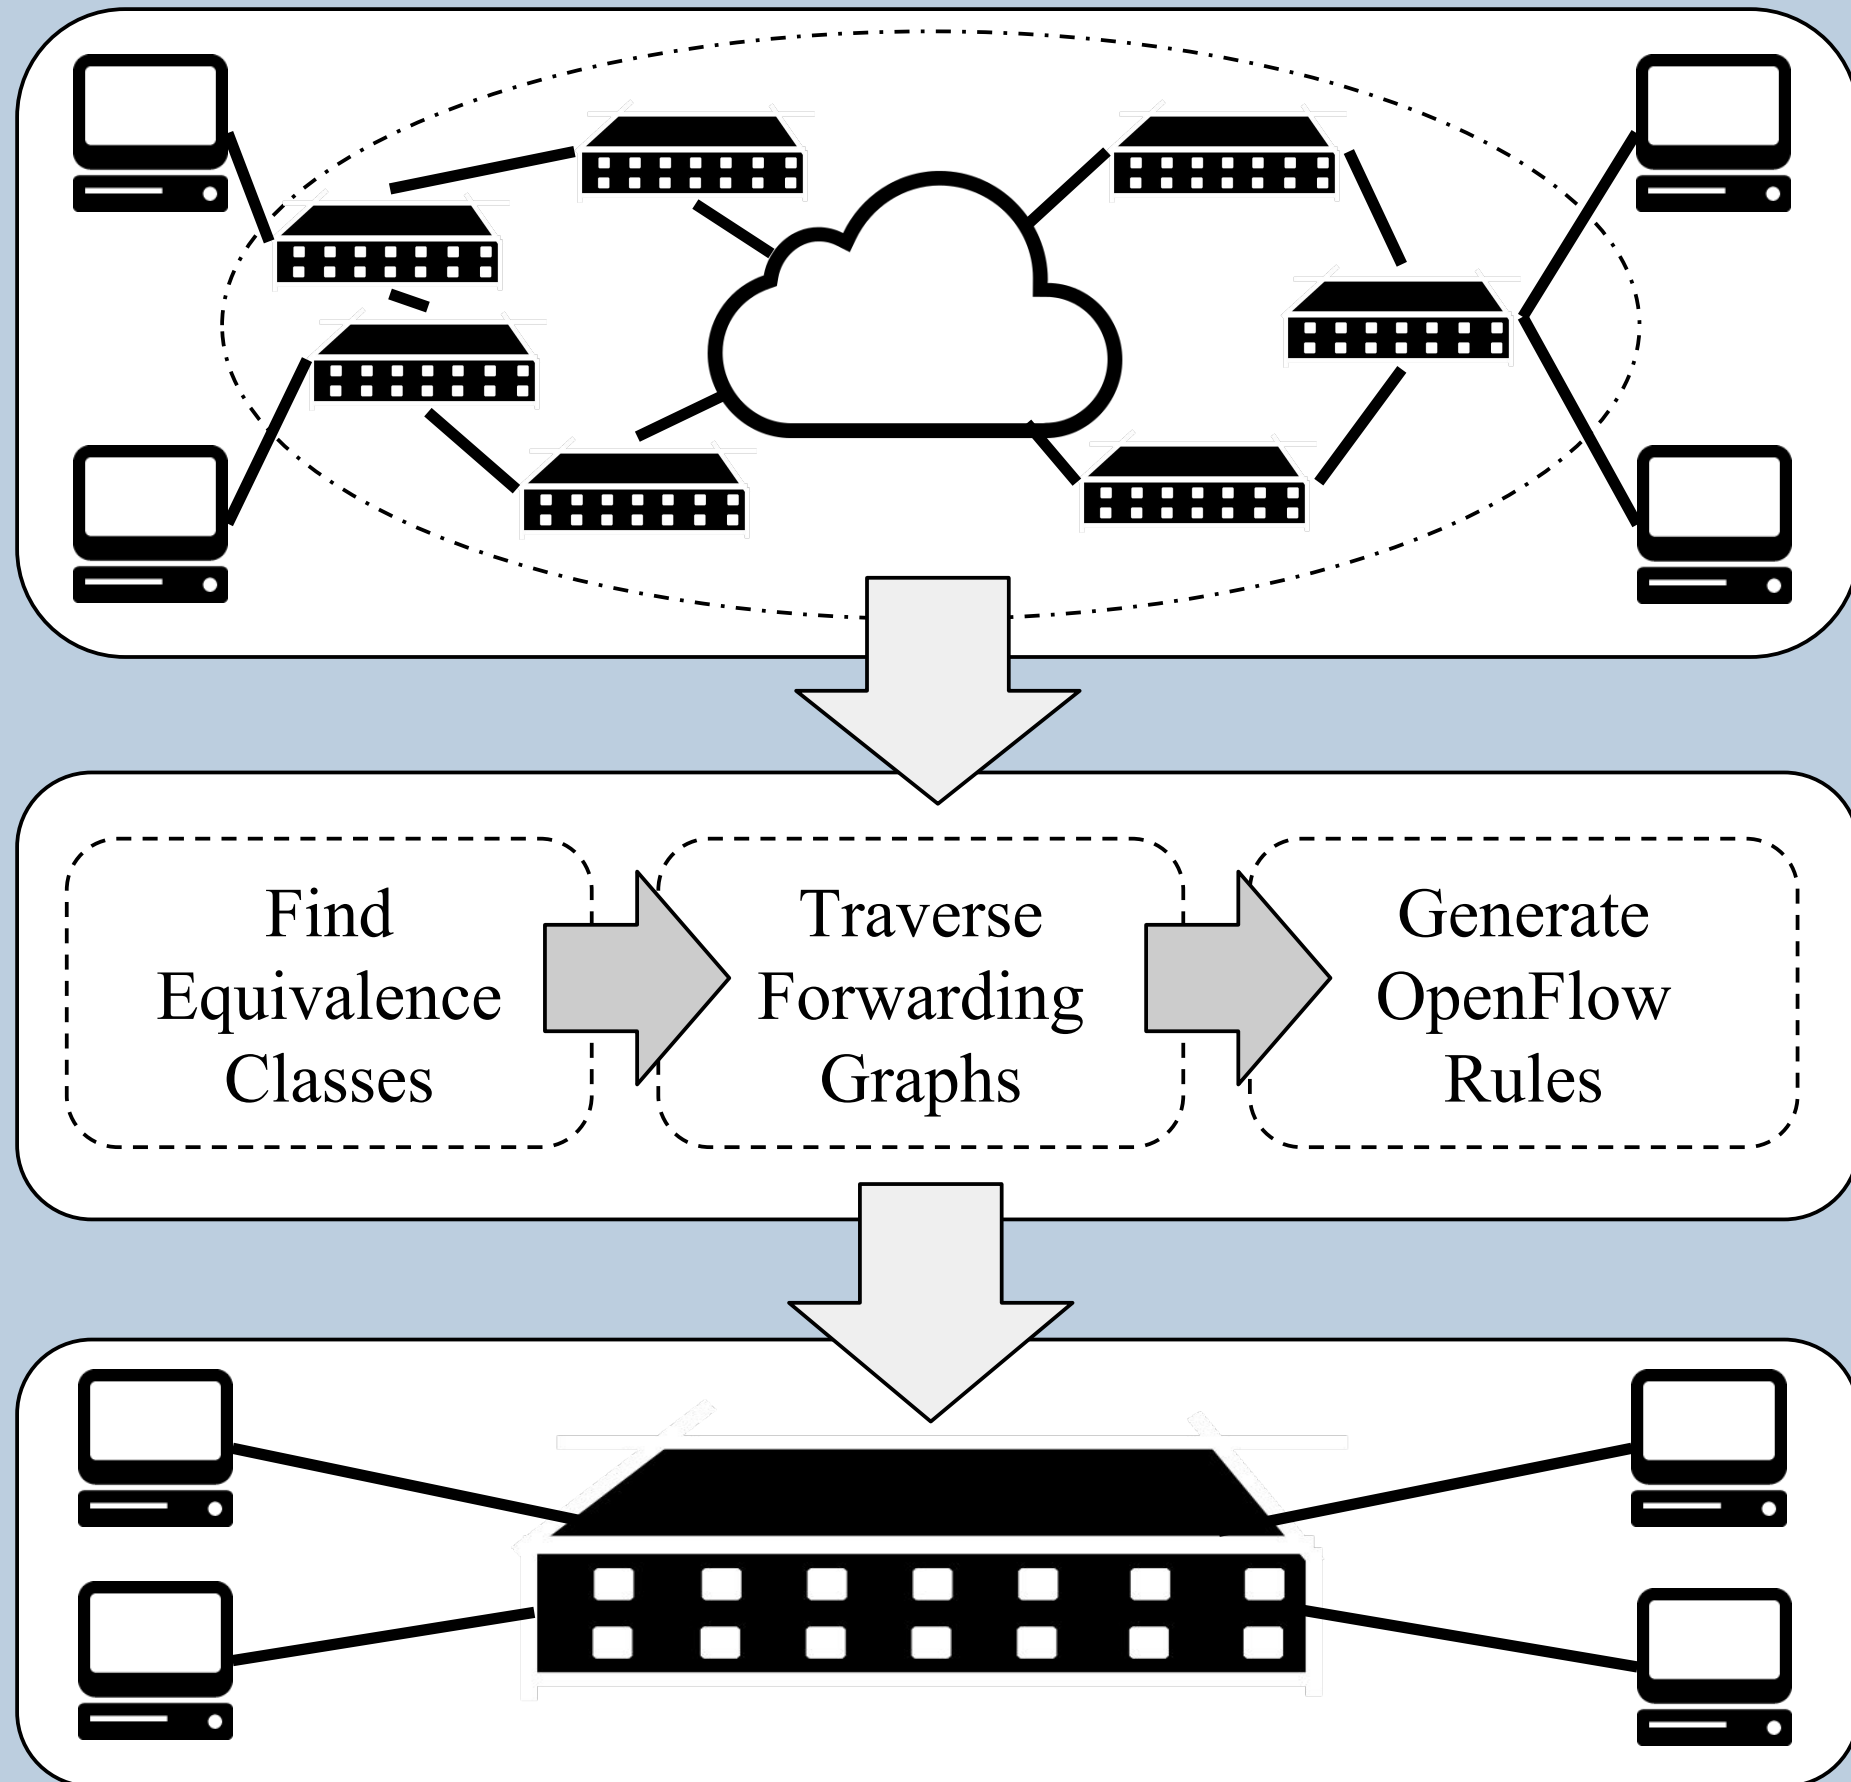 Find
Equivalence
Classes
Traverse
Forwarding
Graphs
Generate
OpenFlow
Rules